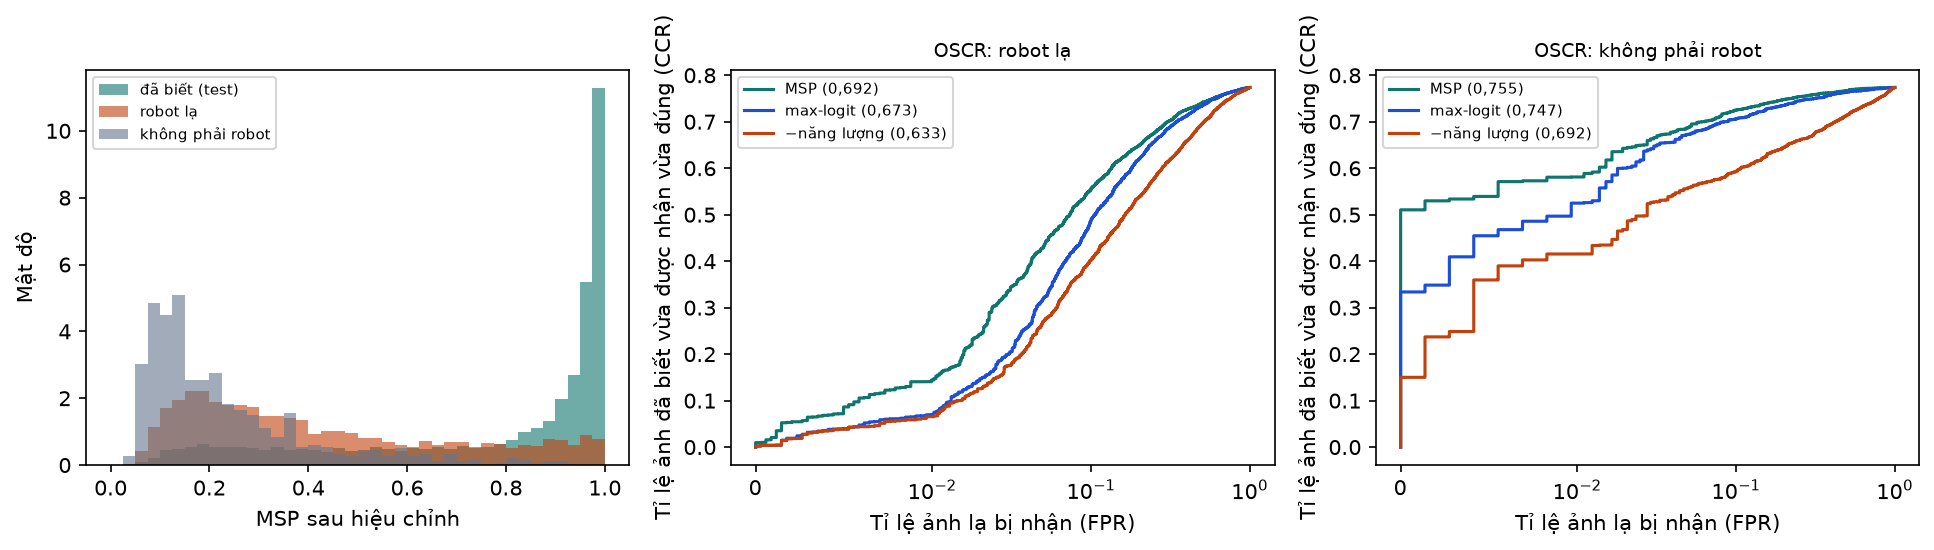 đã biết (test)
robot lạ
không phải robot
Mật độ
10
8
6
4
2
0
0.0 0.2 0.4 0.6 0.8 1.0
MSP sau hiệu chỉnh
OSCR: robot lạ
MSP (0,692)
max-logit (0,673)
−năng lượng (0,633)
Tỉ lệ ảnh đã biết vừa được nhận vừa đúng (CCR)
0.8
0.7
0.6
0.5
0.4
0.3
0.2
0.1
0.0
0 10⁻² 10⁻¹ 10⁰
Tỉ lệ ảnh lạ bị nhận (FPR)
OSCR: không phải robot
MSP (0,755)
max-logit (0,747)
−năng lượng (0,692)
Tỉ lệ ảnh đã biết vừa được nhận vừa đúng (CCR)
0.8
0.7
0.6
0.5
0.4
0.3
0.2
0.1
0.0
0 10⁻² 10⁻¹ 10⁰
Tỉ lệ ảnh lạ bị nhận (FPR)